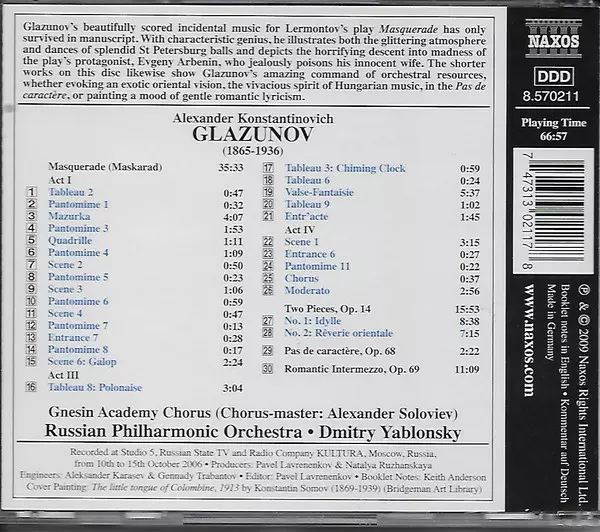 Glazunov's beautifully scored incidental music for Lermontov's play Masquerade has only
survived in manuscript. With characteristic genius, he illustrates both the glittering atmosphere
and dances of splendid St Petersburg balls and depicts the horrifying descent into madness of
the play's protagonist, Evgeny Arbenin, who jealously poisons his innocent wife. The shorter
works on this disc likewise show Glazunov's amazing command of orchestral resources,
whether evoking an exotic oriental vision, the vivacious spirit of Hungarian music, in the Pas de
caractère, or painting a mood of gentle romantic lyricism.
Alexander Konstantinovich
GLAZUNOV
(1865-1936)
Masquerade (Maskarad) 35:33
Act I
1 Tableau 2 0:47
2 Pantomime 1 0:32
3 Mazurka 4:07
4 Pantomime 3 1:53
5 Quadrille 1:11
6 Pantomime 4 1:09
7 Scene 2 0:50
8 Pantomime 5 0:23
9 Scene 3 1:06
10 Pantomime 6 0:59
11 Scene 4 0:47
12 Pantomime 7 0:13
13 Entrance 7 0:28
14 Pantomime 8 0:17
15 Scene 6: Galop 2:24
Act III
16 Tableau 8: Polonaise 3:04
17 Tableau 3: Chiming Clock 0:59
18 Tableau 6 0:24
19 Valse-Fantaisie 5:37
20 Tableau 9 1:02
21 Entr'acte 1:45
Act IV
22 Scene 1 3:15
23 Entrance 6 0:27
24 Pantomime 11 0:22
25 Chorus 0:37
26 Moderato 2:56
Two Pieces, Op. 14 15:53
27 No. 1: Idylle 8:38
28 No. 2: Rêverie orientale 7:15
29 Pas de caractère, Op. 68 2:22
30 Romantic Intermezzo, Op. 69 11:09
Gnesin Academy Chorus (Chorus-master: Alexander Soloviev)
Russian Philharmonic Orchestra • Dmitry Yablonsky
Recorded at Studio 5, Russian State TV and Radio Company KULTURA, Moscow, Russia,
from 10th to 15th October 2006 • Producers: Pavel Lavrenenkov & Natalya Ruzhanskaya
Engineers: Aleksander Karasev & Gennady Trabantov • Editor: Pavel Lavrenenkov • Booklet Notes: Keith Anderson
Cover Painting: The little tongue of Colombine, 1913 by Konstantin Somov (1869-1939) (Bridgeman Art Library)
NAXOS
DDD
8.570211
Playing Time
66:57
7 47313 02117 8
℗ & © 2009 Naxos Rights International Ltd.
Booklet notes in English • Kommentar auf Deutsch
Made in Germany
www.naxos.com